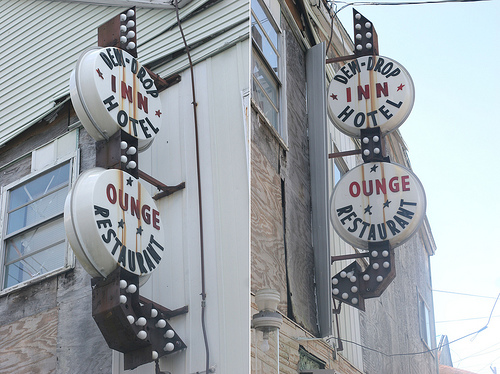 DEW-DROP
INN
HOTEL
OUNGE
RESTAURANT
DEW-DROP
INN
HOTEL
OUNGE
RESTAURANT